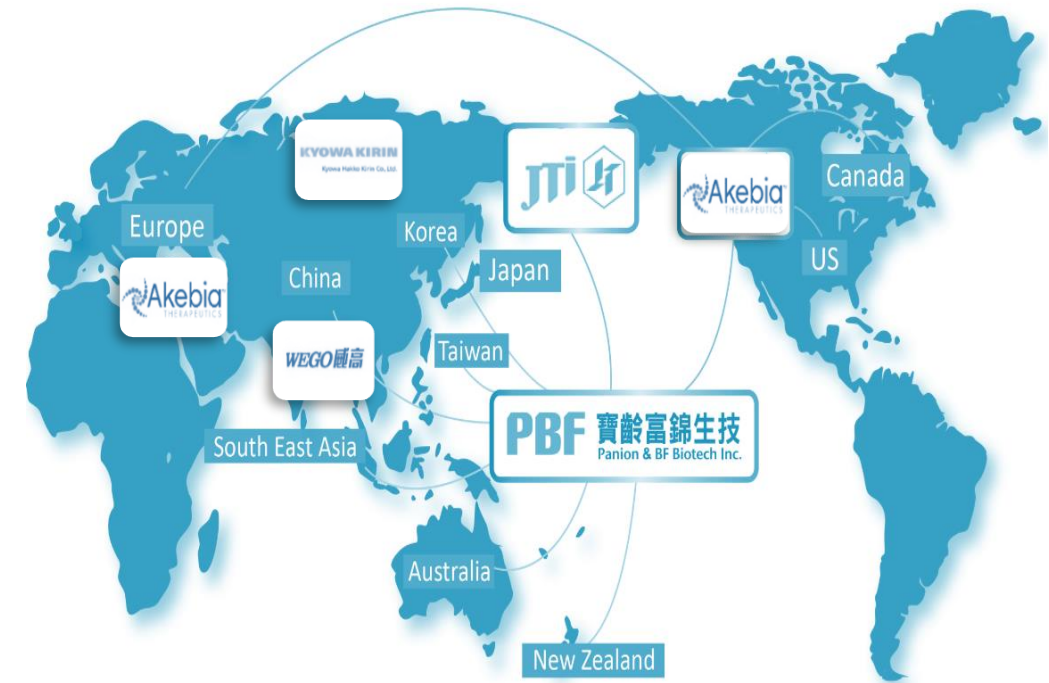 KYOWA KIRIN
Kyowa Hakko Kirin Co., Ltd.
JTi
Akebia
THERAPEUTICS
Canada
Europe
Korea
US
Japan
China
Akebia
THERAPEUTICS
WEGO威高
Taiwan
PBF 寶齡富錦生技
Panion & BF Biotech Inc.
South East Asia
Australia
New Zealand